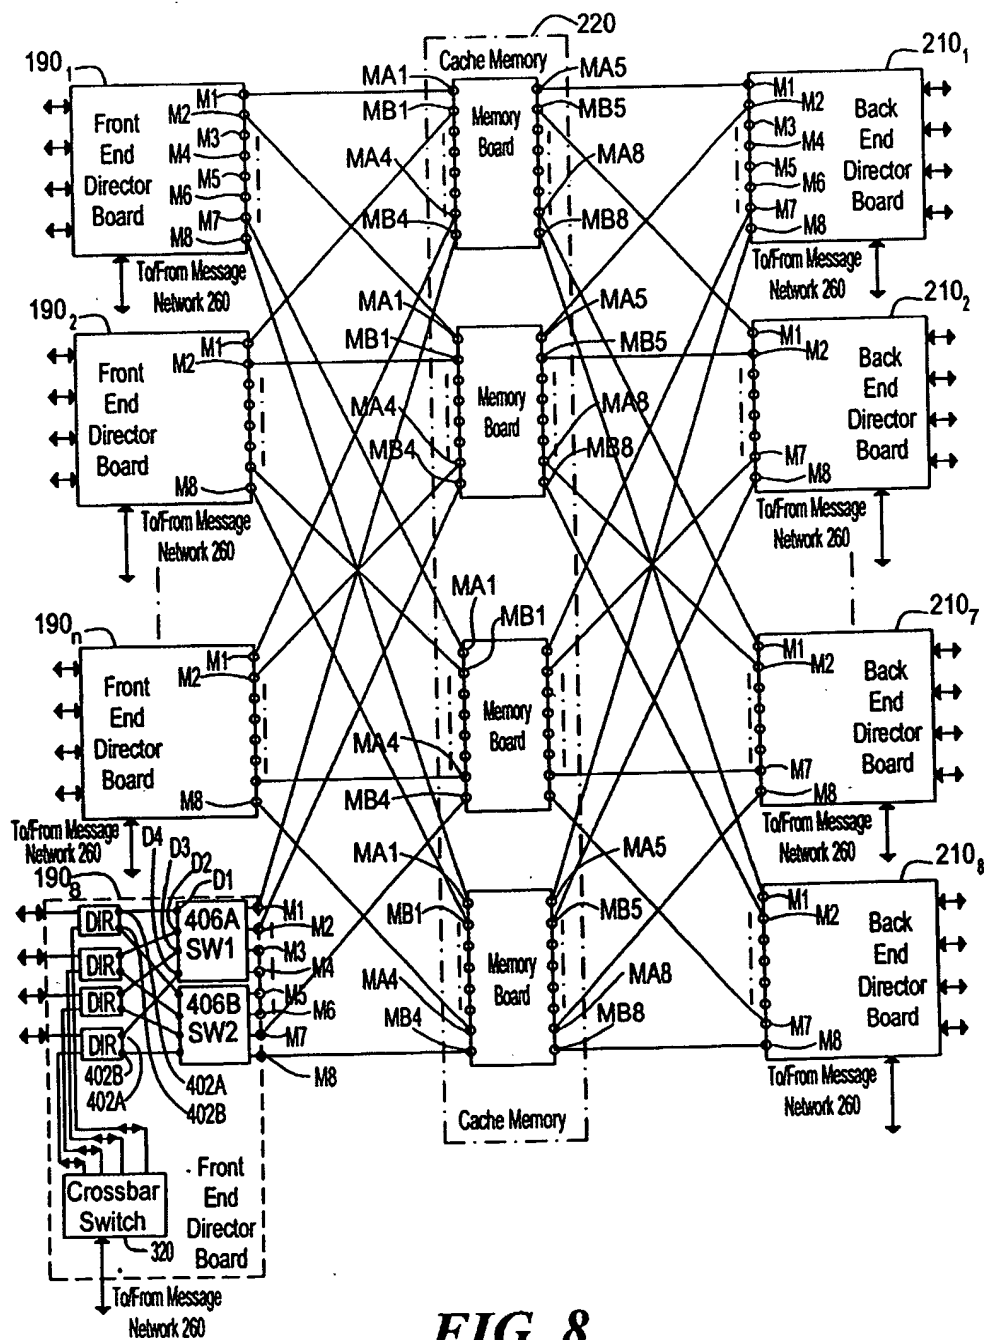 220
Cache Memory
190₁
Front
End
Director
Board
M1
M2
M3
M4
M5
M6
M7
M8
To/From Message
Network 260
MA1
MB1
MA4
MB4
Memory
Board
MA5
MB5
MA8
MB8
210₁
M1
M2
M3
M4
M5
M6
M7
M8
Back
End
Director
Board
To/From Message
Network 260
190₂
Front
End
Director
Board
M1
M2
M8
To/From Message
Network 260
MA1
MB1
MA4
MB4
Memory
Board
MA5
MB5
MA8
MB8
210₂
M1
M2
M7
M8
Back
End
Director
Board
To/From Message
Network 260
190n
Front
End
Director
Board
M1
M2
M8
To/From Message
Network 260
MA1
MB1
MA4
MB4
Memory
Board
210₇
M1
M2
M7
M8
Back
End
Director
Board
To/From Message
Network 260
190₈
D4
D3
D2
D1
DIR
DIR
DIR
DIR
406A
SW1
406B
SW2
M1
M2
M3
M4
M5
M6
M7
M8
402B
402A
402A
402B
Crossbar
Switch
320
Front
End
Director
Board
To/From Message
Network 260
MA1
MB1
MA4
MB4
Memory
Board
MA5
MB5
MA8
MB8
Cache Memory
210₈
M1
M2
M7
M8
Back
End
Director
Board
To/From Message
Network 260
FIG. 8